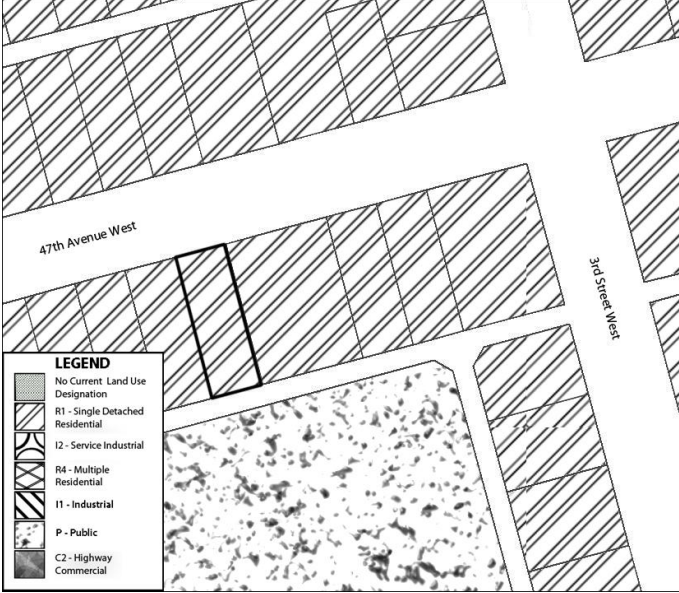 47th Avenue West
3rd Street West
LEGEND
No Current Land Use
Designation
R1 - Single Detached
Residential
I2 - Service Industrial
R4 - Multiple
Residential
I1 - Industrial
P - Public
C2 - Highway
Commercial